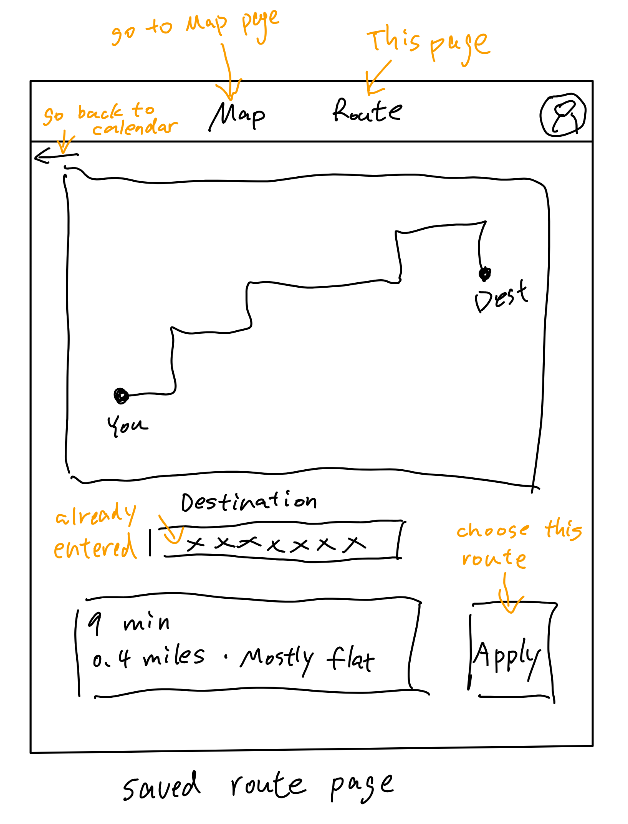 go to Map page
This page
go back to
calendar
Map
Route
Dest
You
Destination
already
entered
xxxxxxx
choose this
route
9 min
0.4 miles · Mostly flat
Apply
saved route page